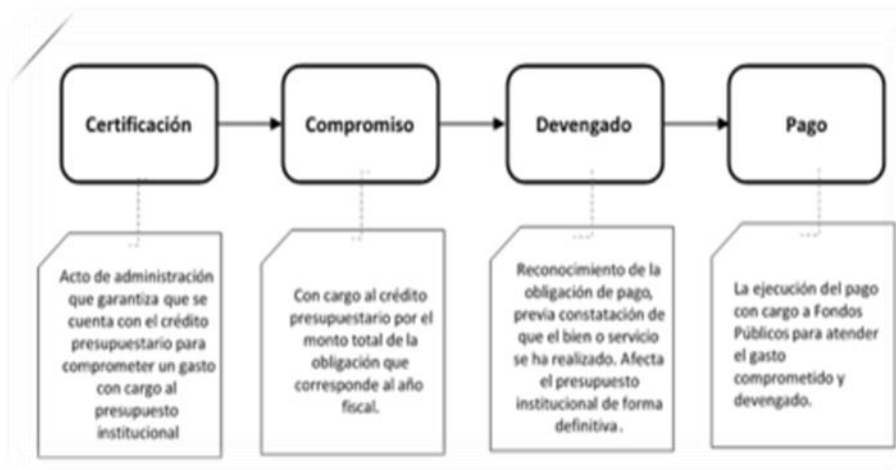 Certificación
Compromiso
Devengado
Pago
Acto de administración
que garantiza que se
cuenta con el crédito
presupuestario para
comprometer un gasto
con cargo al
presupuesto
institucional
Con cargo al crédito
presupuestario por el
monto total de la
obligación que
corresponde al año
fiscal.
Reconocimiento de la
obligación de pago,
previa constatación de
que el bien o servicio
se ha realizado. Afecta
el presupuesto
institucional de forma
definitiva.
La ejecución del pago
con cargo a Fondos
Públicos para atender
el gasto
comprometido y
devengado.